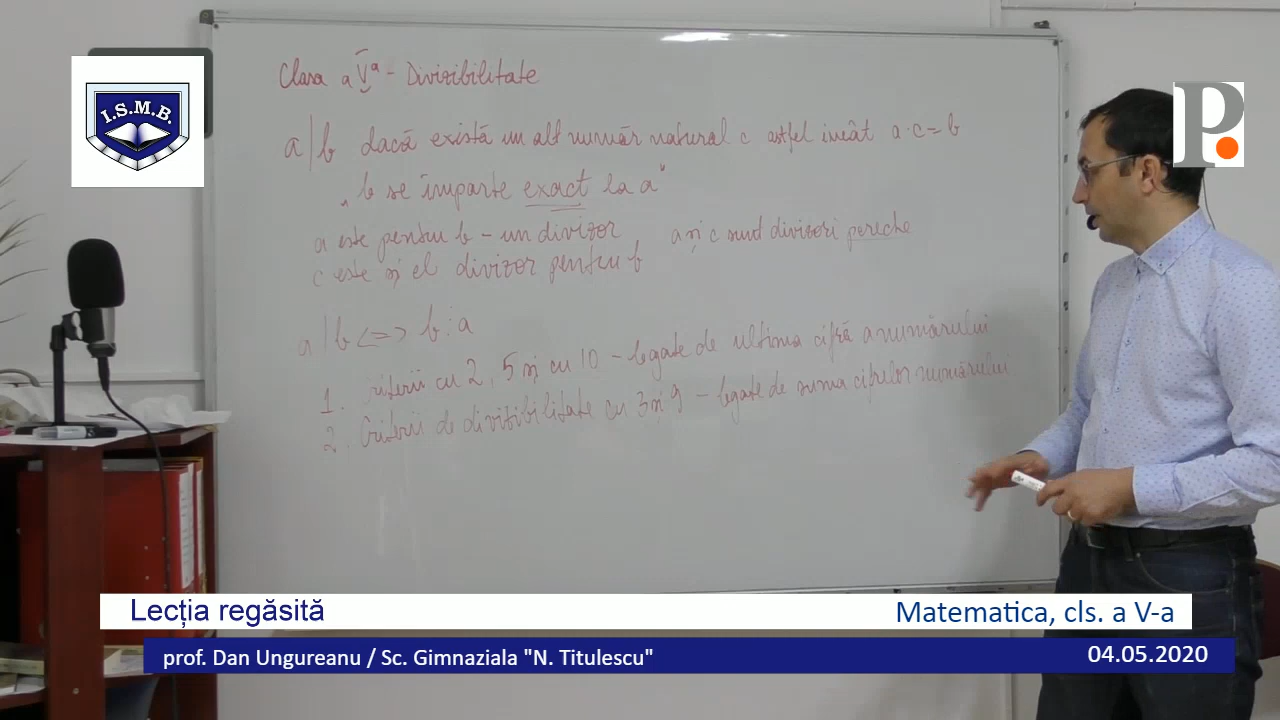 I.S.M.B.
P.
Clasa a V a - Divizibilitate
a | b dacă există un alt număr natural c astfel încât a·c = b
„b se împarte exact la a"
a este pentru b - un divizor a și c sunt divizori pereche
c este și el divizor pentru b
a | b <=> b ⋮ a
1. Criterii cu 2, 5 și cu 10 - legate de ultima cifră a numărului
2. Criterii de divizibilitate cu 3 și 9 - legate de suma cifrelor numărului
Lecția regăsită
Matematica, cls. a V-a
prof. Dan Ungureanu / Sc. Gimnaziala "N. Titulescu"
04.05.2020